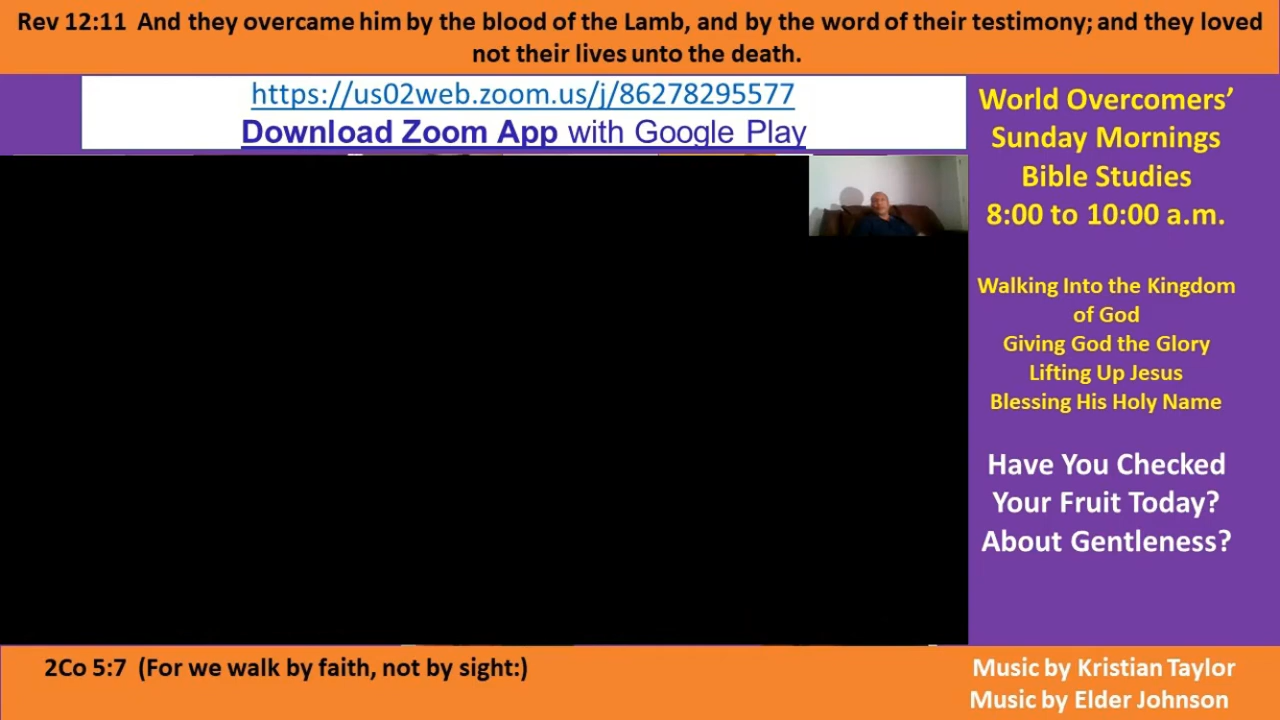 Rev 12:11  And they overcame him by the blood of the Lamb, and by the word of their testimony; and they loved
not their lives unto the death.
https://us02web.zoom.us/j/86278295577
Download Zoom App with Google Play
World Overcomers’
Sunday Mornings
Bible Studies
8:00 to 10:00 a.m.
Walking Into the Kingdom
of God
Giving God the Glory
Lifting Up Jesus
Blessing His Holy Name
Have You Checked
Your Fruit Today?
About Gentleness?
2Co 5:7  (For we walk by faith, not by sight:)
Music by Kristian Taylor
Music by Elder Johnson